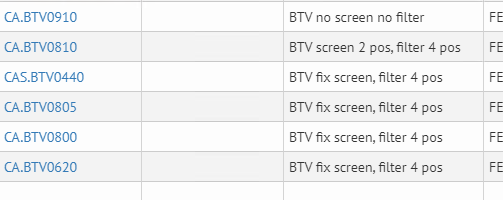 CA.BTV0910 BTV no screen no filter FE
CA.BTV0810 BTV screen 2 pos, filter 4 pos FE
CAS.BTV0440 BTV fix screen, filter 4 pos FE
CA.BTV0805 BTV fix screen, filter 4 pos FE
CA.BTV0800 BTV fix screen, filter 4 pos FE
CA.BTV0620 BTV fix screen, filter 4 pos FE